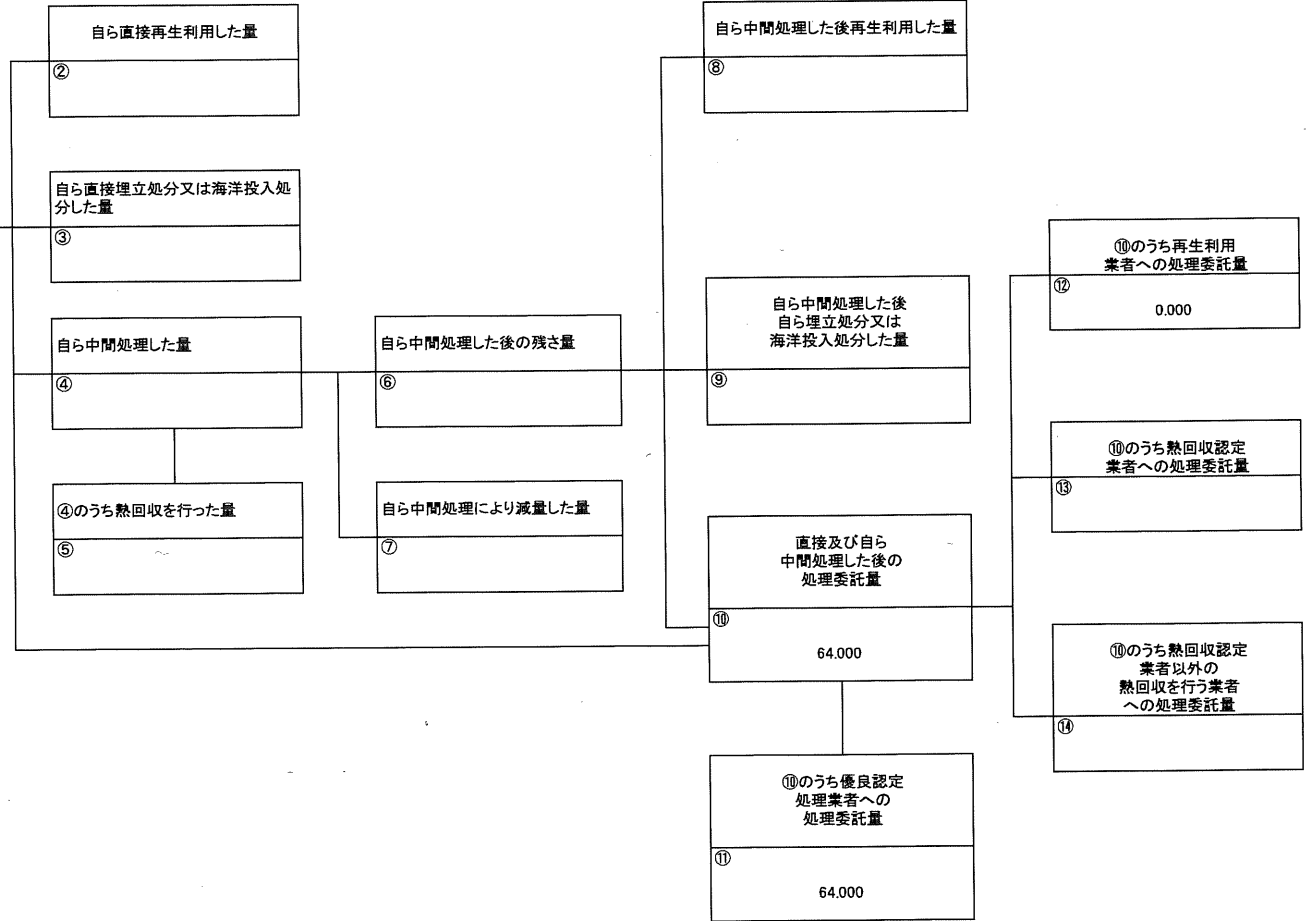 自ら直接再生利用した量
②
自ら直接埋立処分又は海洋投入処
分した量
③
自ら中間処理した量
④
④のうち熱回収を行った量
⑤
自ら中間処理した後の残さ量
⑥
自ら中間処理により減量した量
⑦
自ら中間処理した後再生利用した量
⑧
自ら中間処理した後
自ら埋立処分又は
海洋投入処分した量
⑨
直接及び自ら
中間処理した後の
処理委託量
⑩
64.000
⑩のうち優良認定
処理業者への
処理委託量
⑪
64.000
⑩のうち再生利用
業者への処理委託量
⑫
0.000
⑩のうち熱回収認定
業者への処理委託量
⑬
⑩のうち熱回収認定
業者以外の
熱回収を行う業者
への処理委託量
⑭